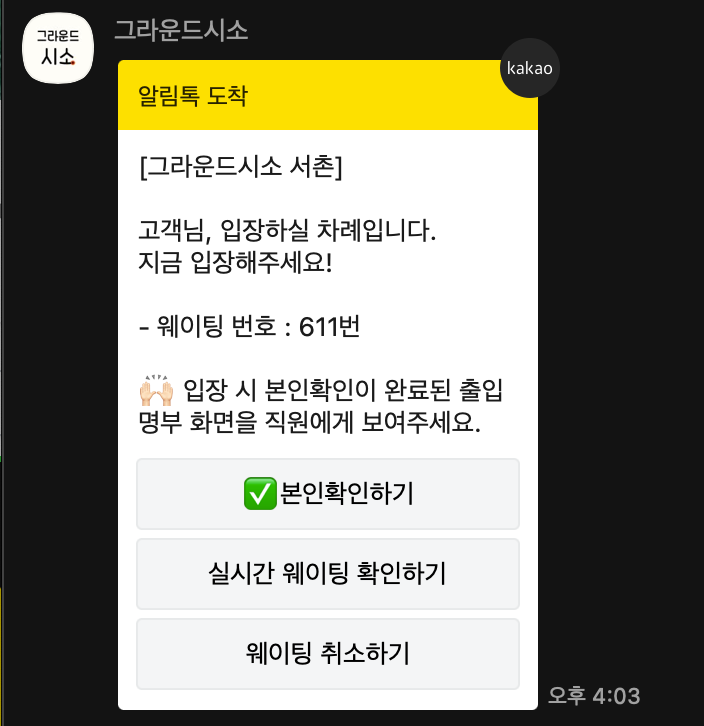 그라운드
시소
그라운드시소
kakao
알림톡 도착
[그라운드시소 서촌]
고객님, 입장하실 차례입니다.
지금 입장해주세요!
- 웨이팅 번호 : 611번
🙌🏻 입장 시 본인확인이 완료된 출입
명부 화면을 직원에게 보여주세요.
✅본인확인하기
실시간 웨이팅 확인하기
웨이팅 취소하기
오후 4:03